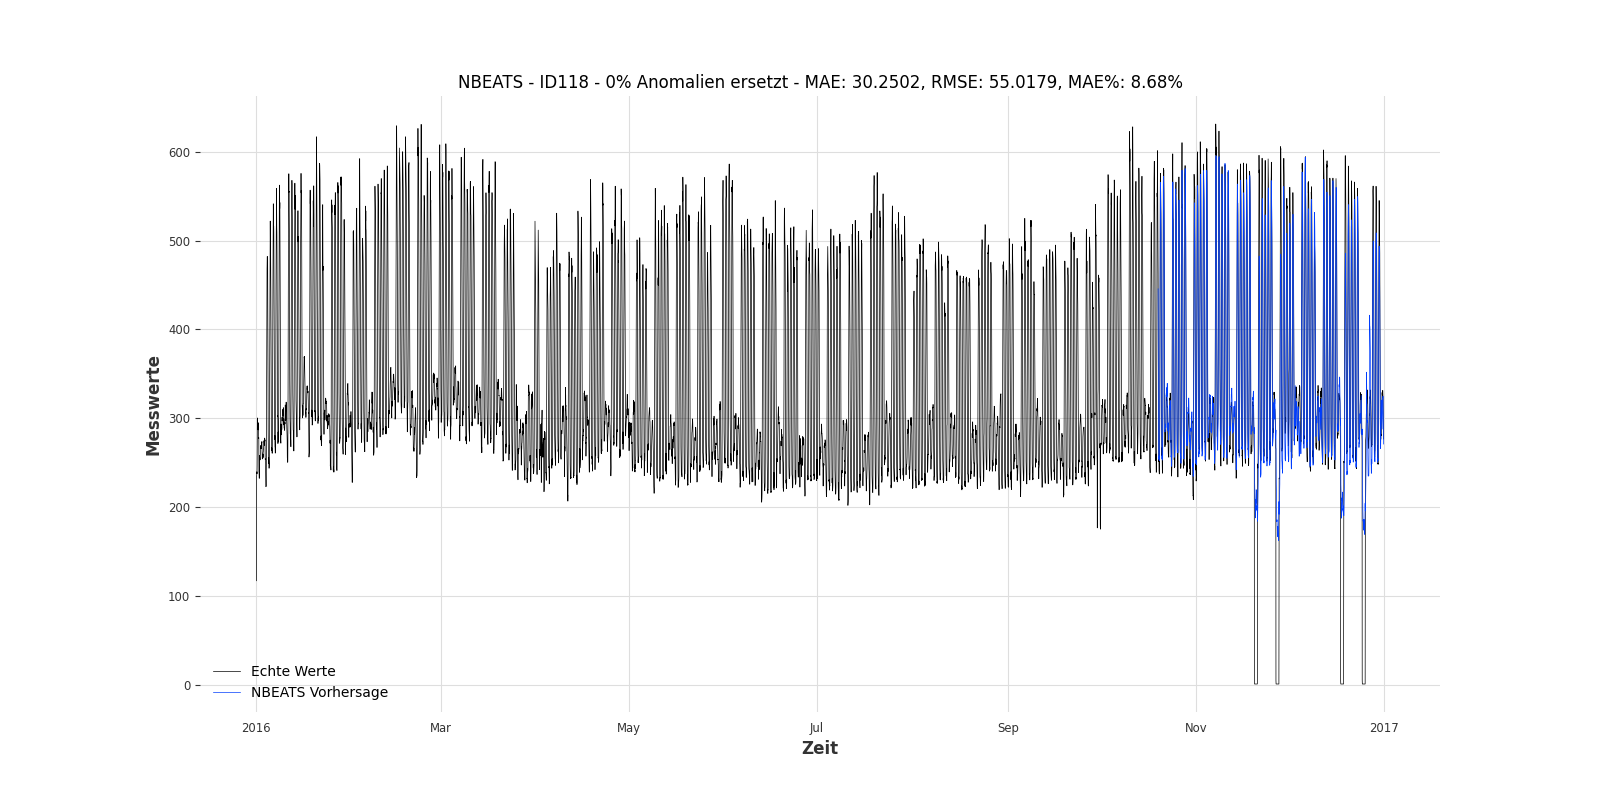 NBEATS - ID118 - 0% Anomalien ersetzt - MAE: 30.2502, RMSE: 55.0179, MAE%: 8.68%
Messwerte
600
500
400
300
200
100
0
Echte Werte
NBEATS Vorhersage
2016 Mar May Jul Sep Nov 2017
Zeit